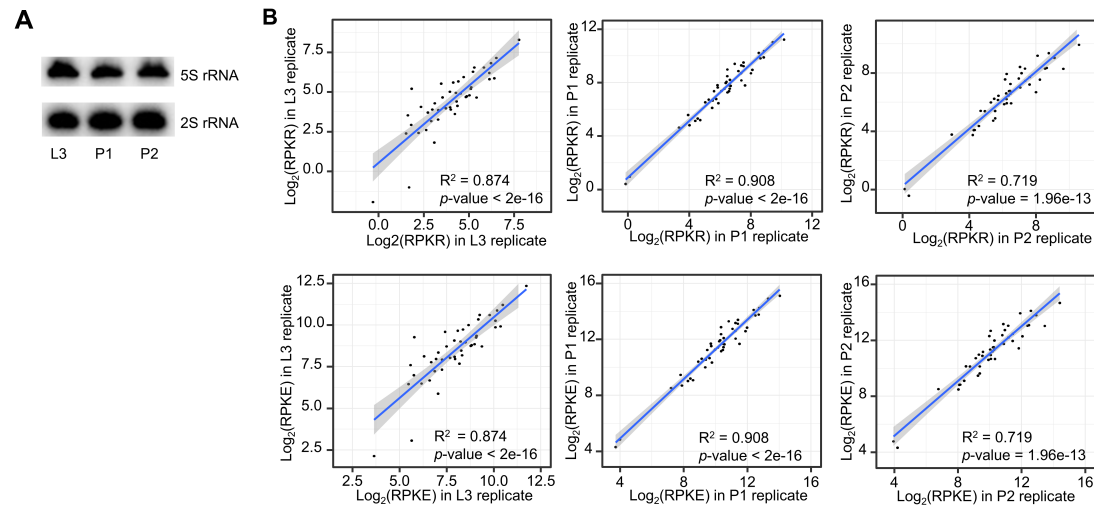 A
5S rRNA
2S rRNA
L3 P1 P2
B
Log₂(RPKR) in L3 replicate
7.5
5.0
2.5
0.0
R² = 0.874
p-value < 2e-16
0.0 2.5 5.0 7.5
Log2(RPKR) in L3 replicate
Log₂(RPKR) in P1 replicate
12
8
4
0
R² = 0.908
p-value < 2e-16
0 4 8 12
Log₂(RPKR) in P1 replicate
Log₂(RPKR) in P2 replicate
8
4
0
R² = 0.719
p-value = 1.96e-13
0 4 8
Log₂(RPKR) in P2 replicate
Log₂(RPKE) in L3 replicate
12.5
10.0
7.5
5.0
2.5
R² = 0.874
p-value < 2e-16
2.5 5.0 7.5 10.0 12.5
Log₂(RPKE) in L3 replicate
Log₂(RPKE) in P1 replicate
16
12
8
4
R² = 0.908
p-value < 2e-16
4 8 12 16
Log₂(RPKE) in P1 replicate
Log₂(RPKE) in P2 replicate
16
12
8
4
R² = 0.719
p-value = 1.96e-13
4 8 12 16
Log₂(RPKE) in P2 replicate